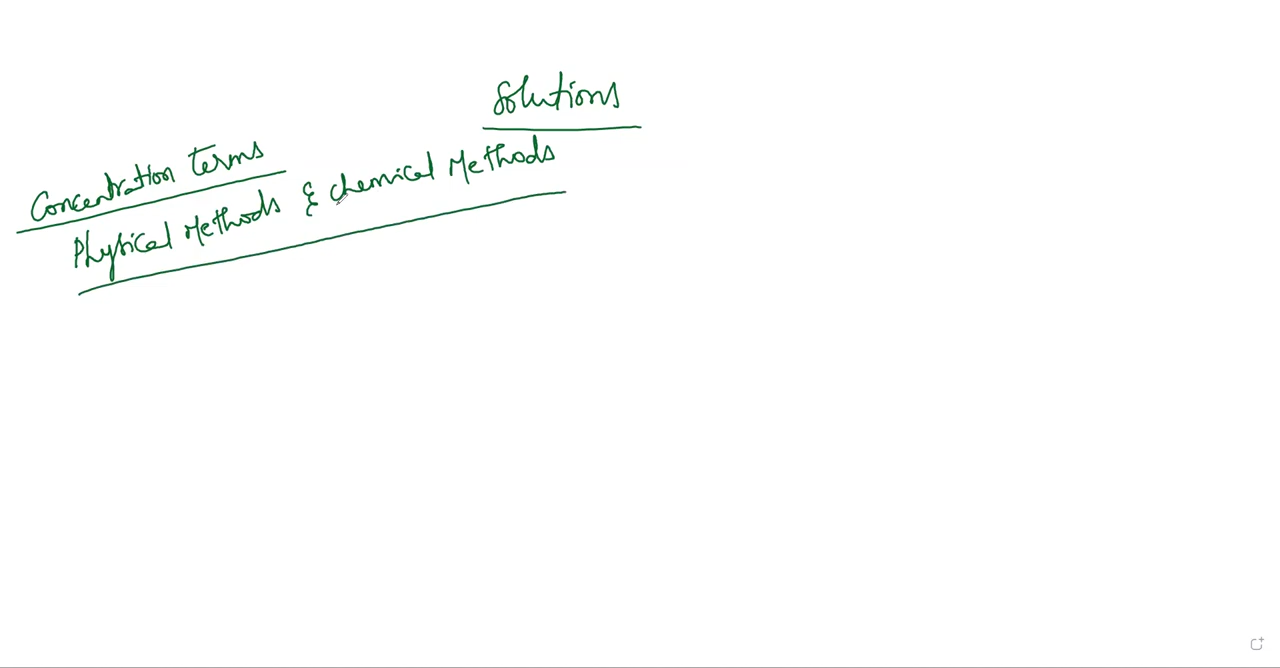 Solutions
Concentration terms
Physical Methods & chemical Methods